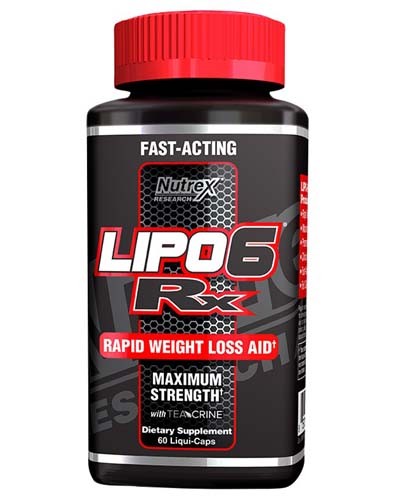 FAST-ACTING
Nutrex
RESEARCH
LIPO6
Rx
RAPID WEIGHT LOSS AID†
MAXIMUM
STRENGTH†
with TEACRINE
Dietary Supplement
60 Liqui-Caps